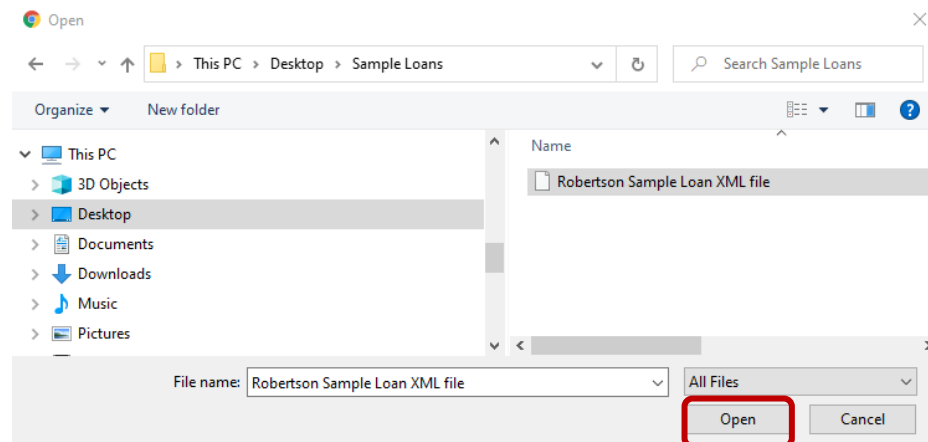 Open
This PC > Desktop > Sample Loans
Search Sample Loans
Organize
New folder
This PC
3D Objects
Desktop
Documents
Downloads
Music
Pictures
Name
Robertson Sample Loan XML file
File name: Robertson Sample Loan XML file
All Files
Open
Cancel